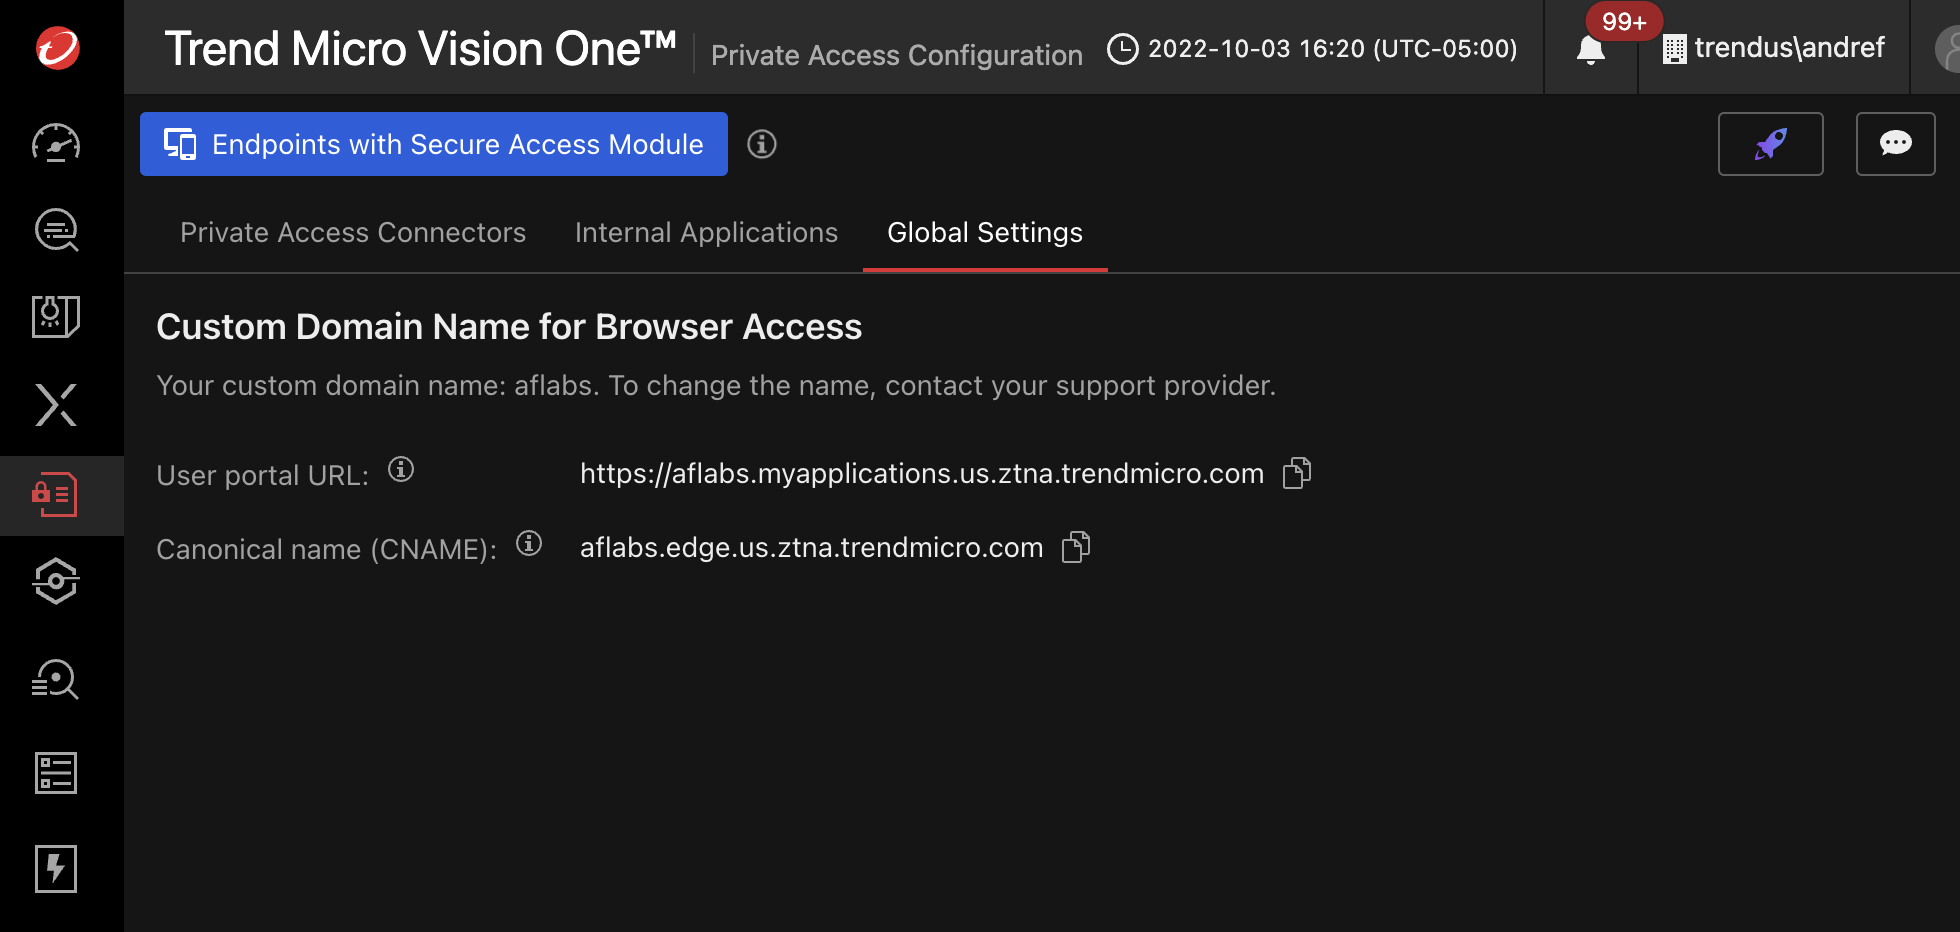 Trend Micro Vision One™ Private Access Configuration 2022-10-03 16:20 (UTC-05:00) 99+ trendus\andref
Endpoints with Secure Access Module
Private Access Connectors Internal Applications Global Settings
Custom Domain Name for Browser Access
Your custom domain name: aflabs. To change the name, contact your support provider.
User portal URL: https://aflabs.myapplications.us.ztna.trendmicro.com
Canonical name (CNAME): aflabs.edge.us.ztna.trendmicro.com